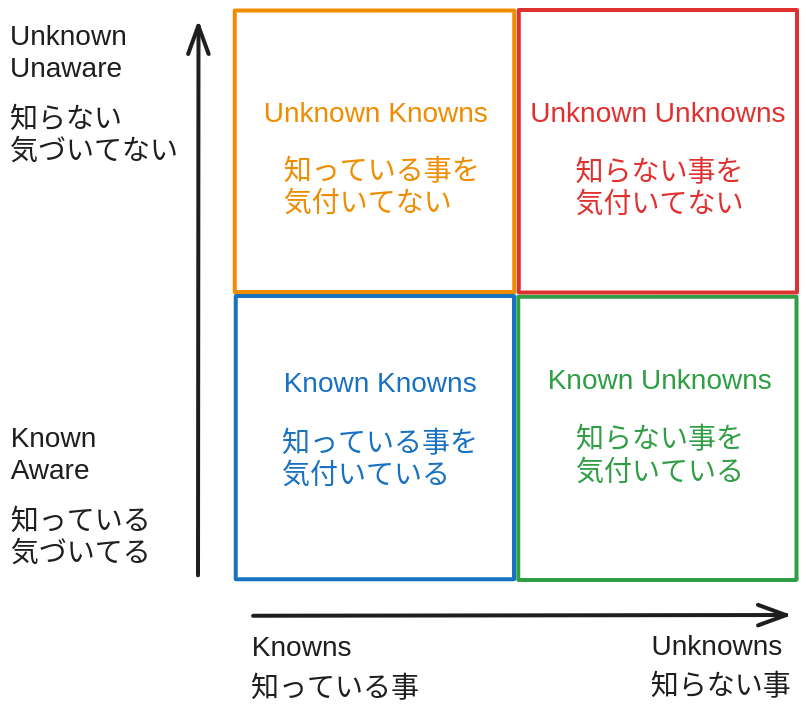 Unknown
Unaware
知らない
気づいてない
Unknown Knowns
知っている事を
気付いてない
Unknown Unknowns
知らない事を
気付いてない
Known
Aware
知っている
気づいてる
Known Knowns
知っている事を
気付いている
Known Unknowns
知らない事を
気付いている
Knowns
知っている事
Unknowns
知らない事